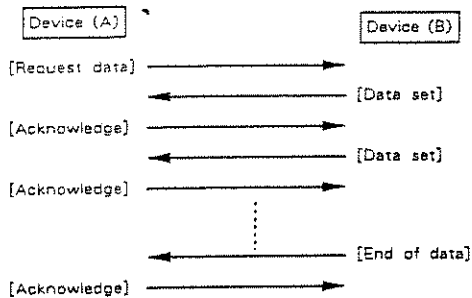 Device (A) Device (B)
[Request data]
[Data set]
[Acknowledge]
[Data set]
[Acknowledge]
[End of data]
[Acknowledge]